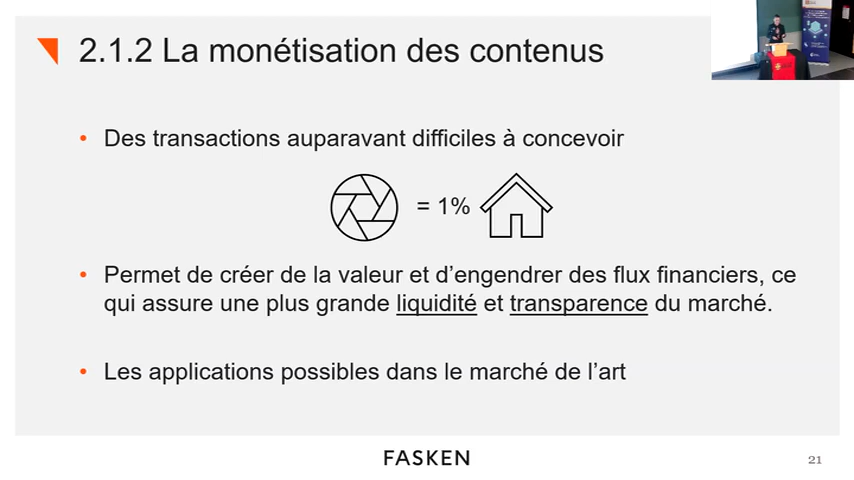 2.1.2 La monétisation des contenus
• Des transactions auparavant difficiles à concevoir
= 1%
• Permet de créer de la valeur et d’engendrer des flux financiers, ce
qui assure une plus grande liquidité et transparence du marché.
• Les applications possibles dans le marché de l’art
FASKEN
21